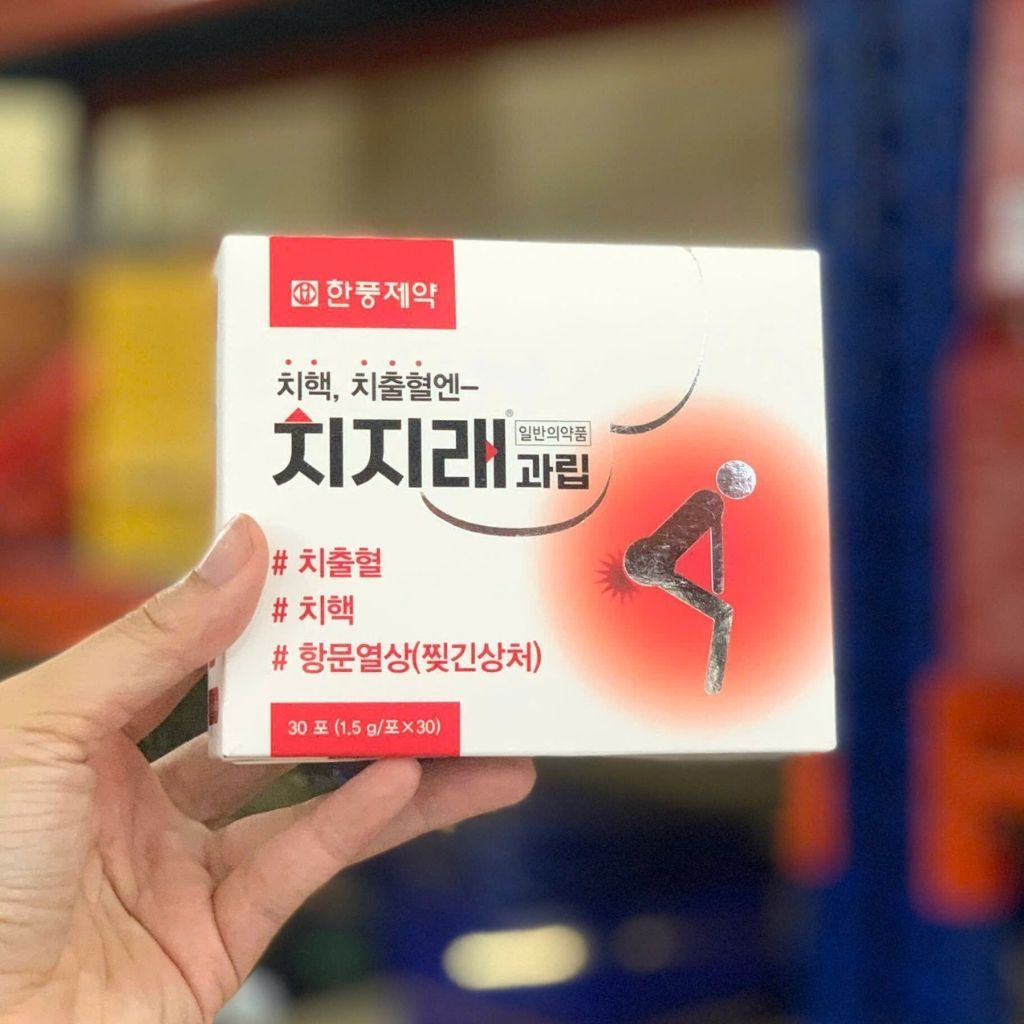 한풍제약
치핵, 치출혈엔-
치지래® 일반의약품
과립
# 치출혈
# 치핵
# 항문열상(찢긴상처)
30 포 (1.5 g/포×30)